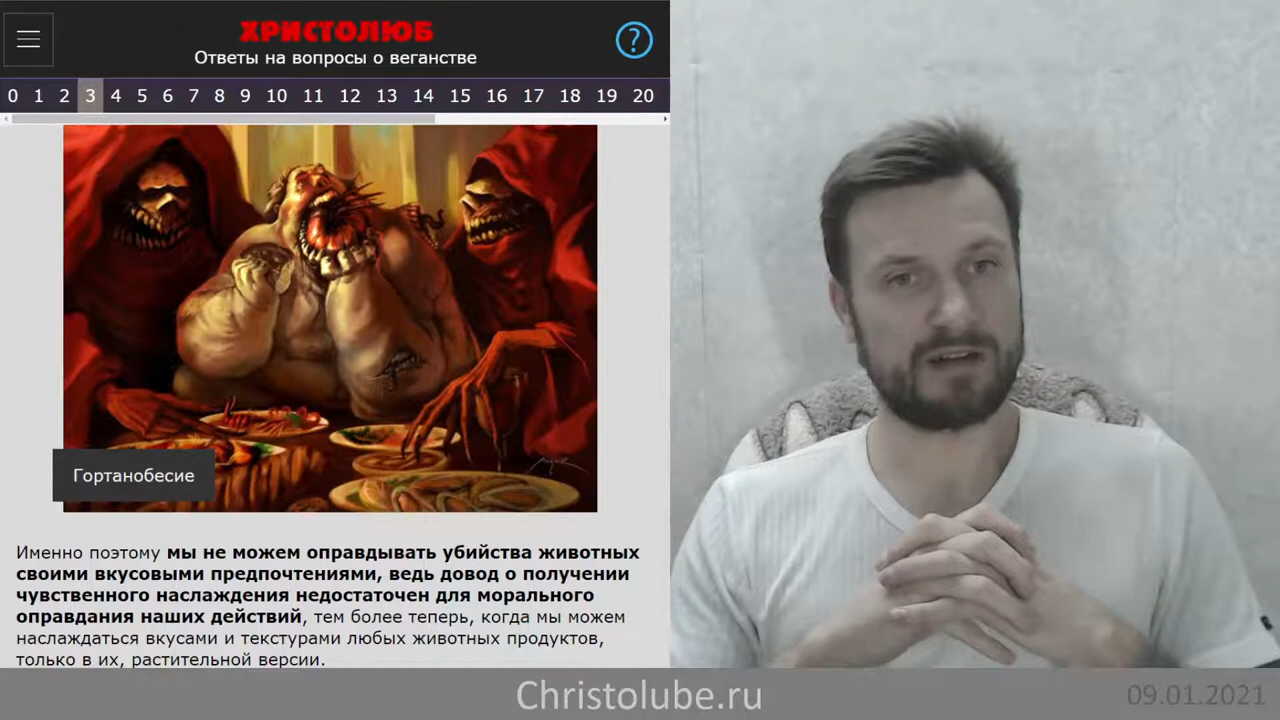 ХРИСТОЛЮБ
Ответы на вопросы о веганстве
?
0 1 2 3 4 5 6 7 8 9 10 11 12 13 14 15 16 17 18 19 20
Гортанобесие
Именно поэтому мы не можем оправдывать убийства животных
своими вкусовыми предпочтениями, ведь довод о получении
чувственного наслаждения недостаточен для морального
оправдания наших действий, тем более теперь, когда мы можем
наслаждаться вкусами и текстурами любых животных продуктов,
только в их, растительной версии.
Christolube.ru
09.01.2021